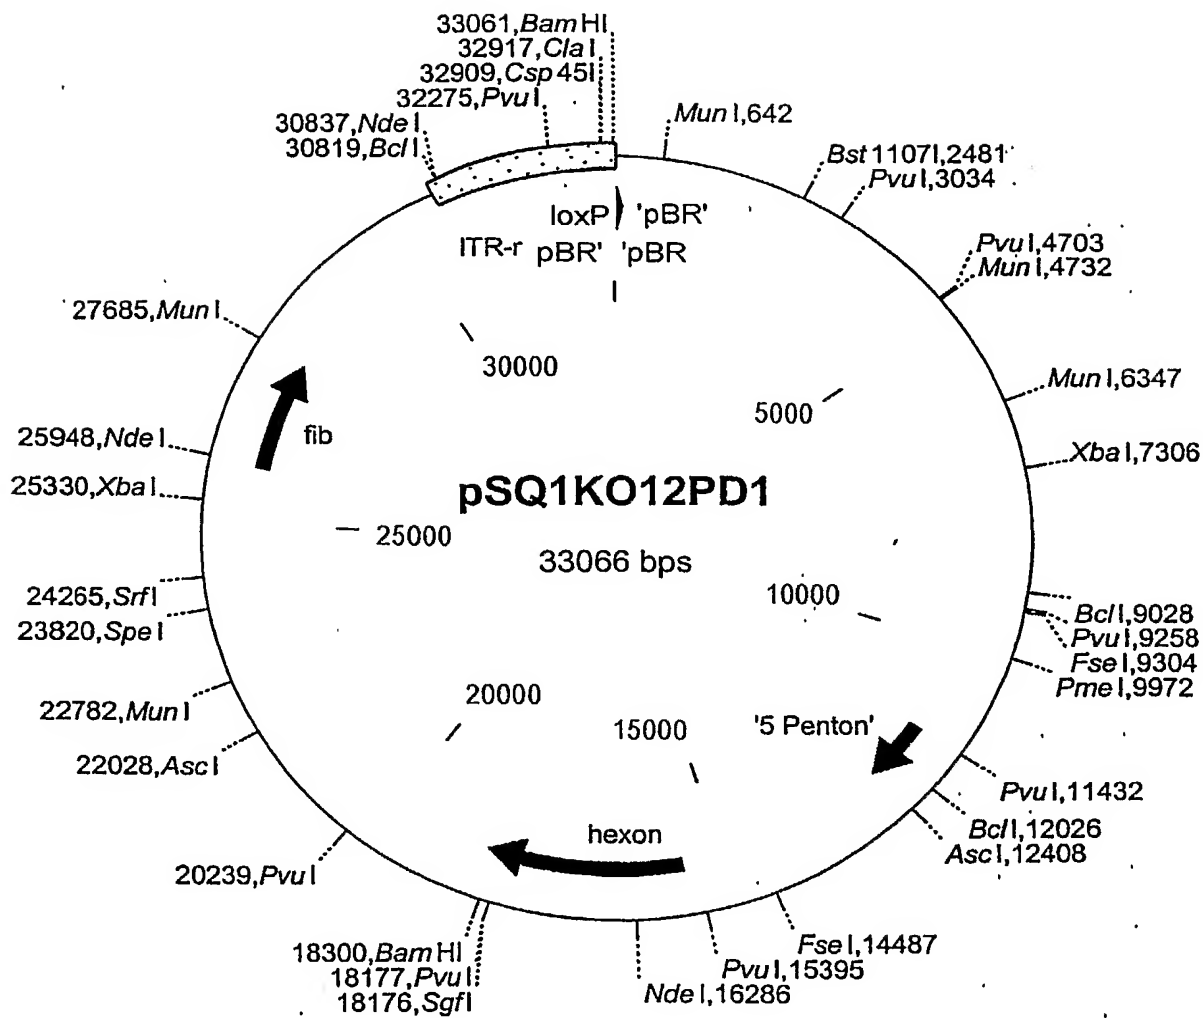 33061,BamHI
32917,ClaI
32909,Csp45I
32275,PvuI
30837,NdeI
30819,BclI
MunI,642
Bst1107I,2481
PvuI,3034
loxP 'pBR'
ITR-r pBR' 'pBR
PvuI,4703
MunI,4732
27685,MunI
30000
5000
MunI,6347
fib
25948,NdeI
25330,XbaI
XbaI,7306
pSQ1KO12PD1
25000
33066 bps
10000
24265,SrfI
23820,SpeI
BclI,9028
PvuI,9258
FseI,9304
PmeI,9972
22782,MunI
20000
15000
'5 Penton'
22028,AscI
PvuI,11432
BclI,12026
AscI,12408
hexon
20239,PvuI
18300,BamHI
18177,PvuI
18176,SgfI
FseI,14487
PvuI,15395
NdeI,16286